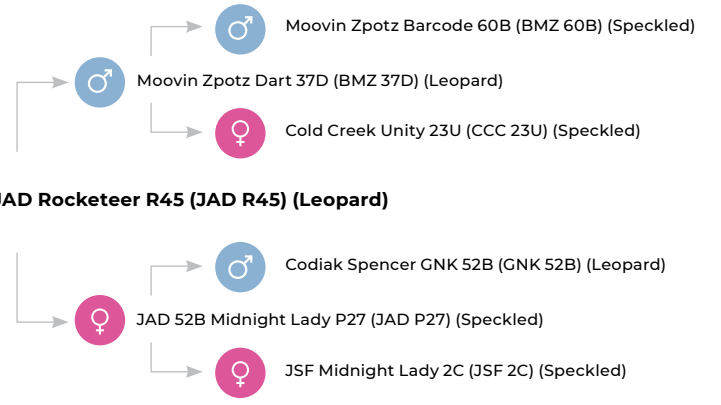 Moovin Zpotz Barcode 60B (BMZ 60B) (Speckled)
Moovin Zpotz Dart 37D (BMZ 37D) (Leopard)
Cold Creek Unity 23U (CCC 23U) (Speckled)
JAD Rocketeer R45 (JAD R45) (Leopard)
Codiak Spencer GNK 52B (GNK 52B) (Leopard)
JAD 52B Midnight Lady P27 (JAD P27) (Speckled)
JSF Midnight Lady 2C (JSF 2C) (Speckled)